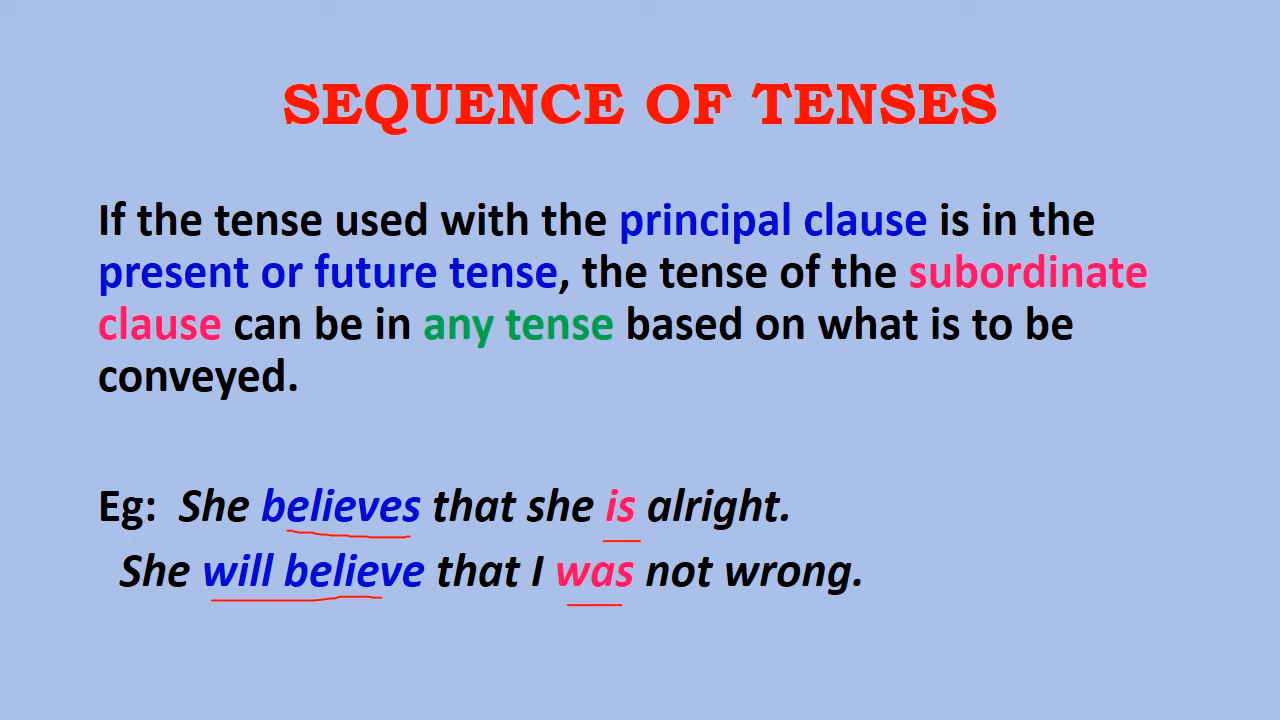 SEQUENCE OF TENSES
If the tense used with the principal clause is in the
present or future tense, the tense of the subordinate
clause can be in any tense based on what is to be
conveyed.
Eg: She believes that she is alright.
She will believe that I was not wrong.